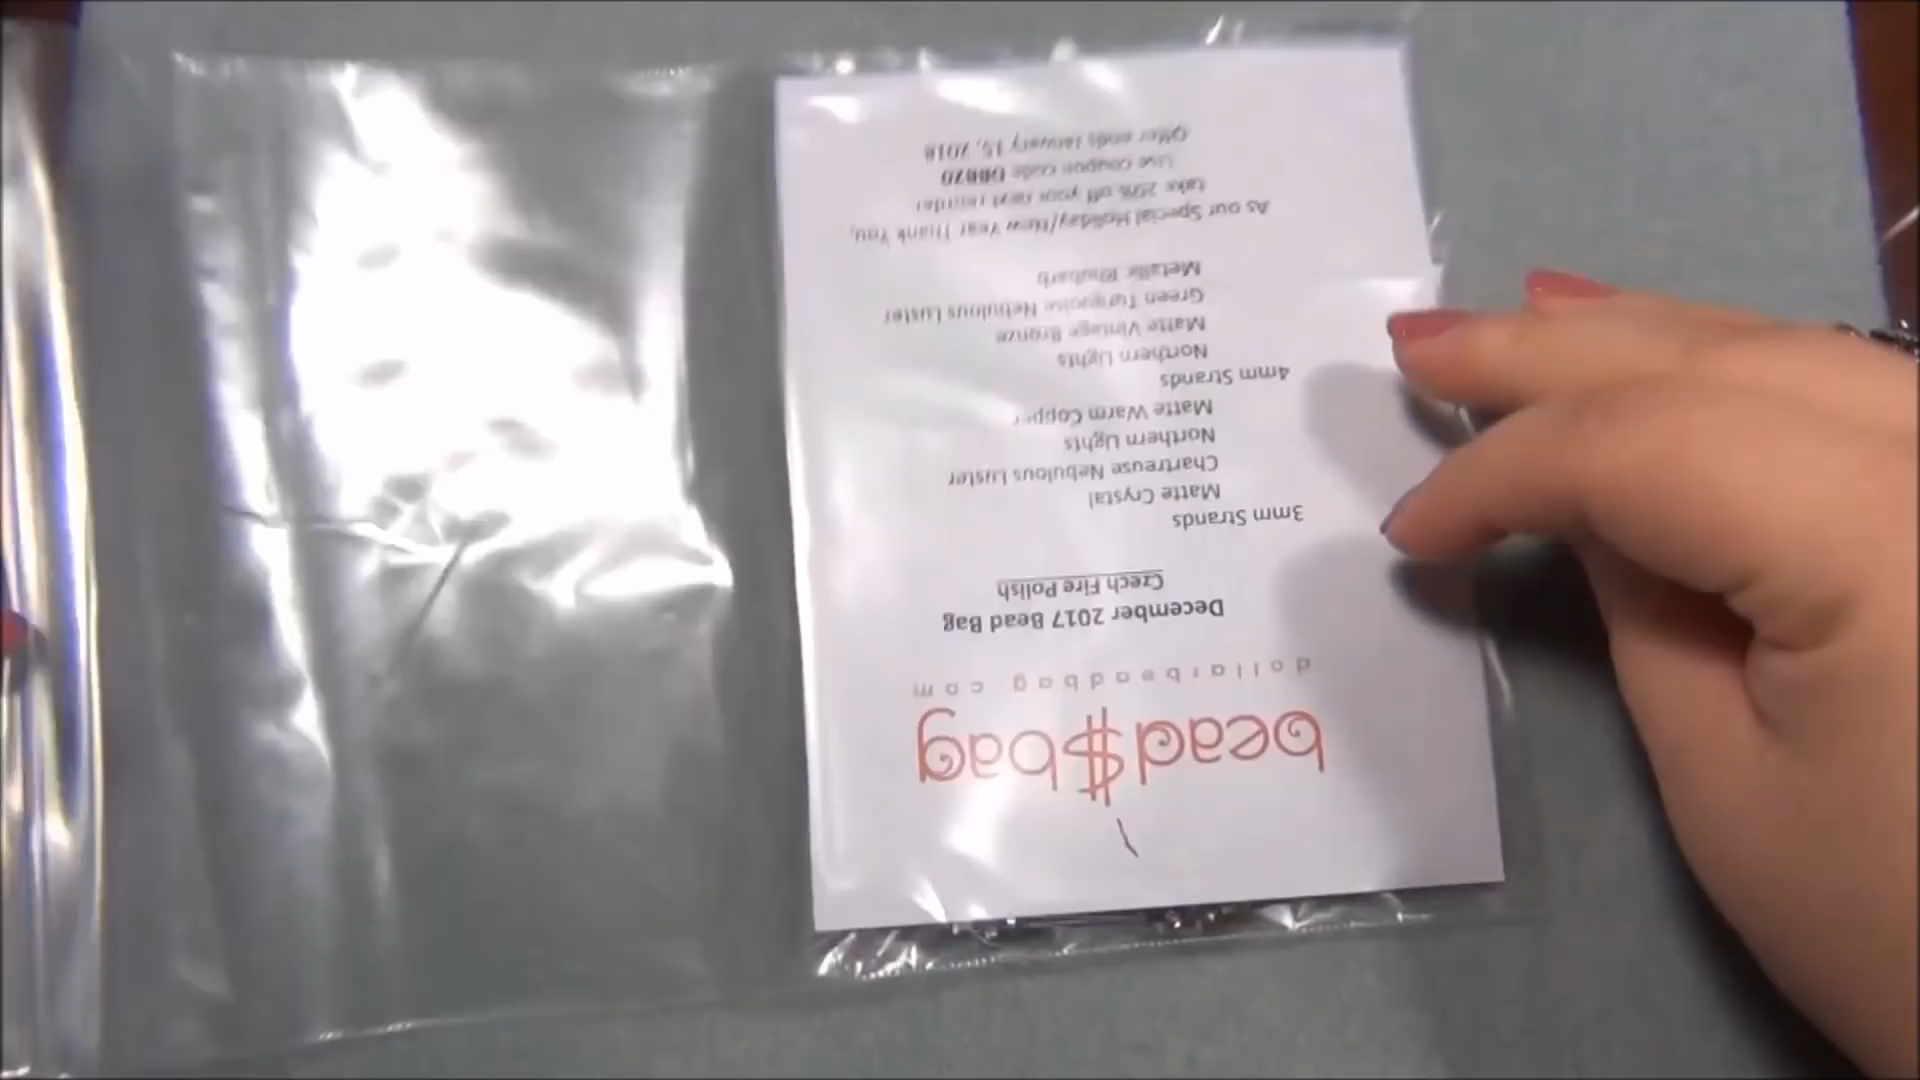 bead$bag
dollarbeadbag.com
December 2017 Bead Bag
Czech Fire Polish
3mm Strands
Matte Crystal
Chartreuse Nebulous Luster
Northern Lights
Matte Warm Copper
4mm Strands
Northern Lights
Matte Vintage Bronze
Green Turquoise Nebulous Luster
Metallic Rhubarb
As our Special Holiday/New Year Thank You,
take 25% off your next reorder
Use coupon code
Offer ends January 15, 2018